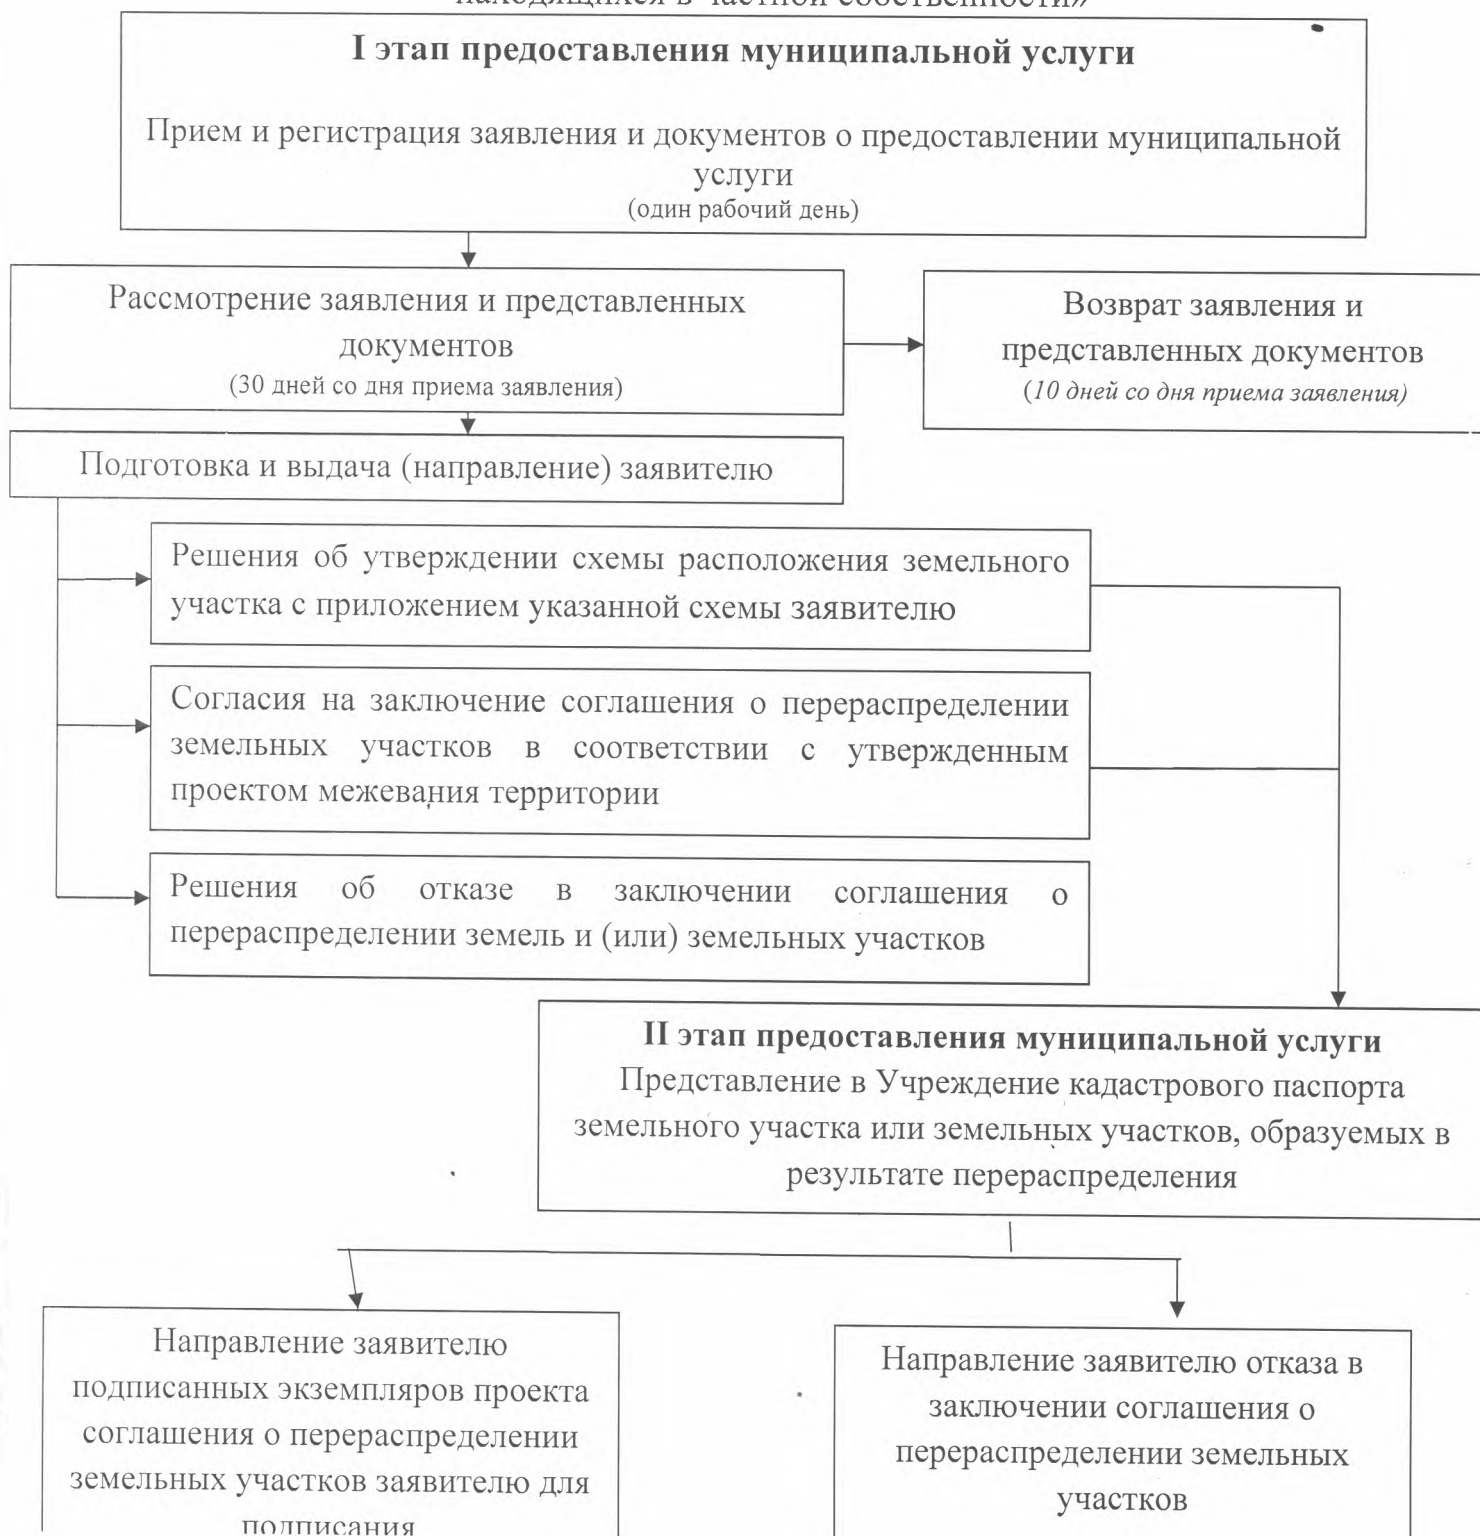 находящихся в частной собственности»
I этап предоставления муниципальной услуги
Прием и регистрация заявления и документов о предоставлении муниципальной
услуги
(один рабочий день)
Рассмотрение заявления и представленных
документов
(30 дней со дня приема заявления)
Возврат заявления и
представленных документов
(10 дней со дня приема заявления)
Подготовка и выдача (направление) заявителю
Решения об утверждении схемы расположения земельного
участка с приложением указанной схемы заявителю
Согласия на заключение соглашения о перераспределении
земельных участков в соответствии с утвержденным
проектом межевания территории
Решения об отказе в заключении соглашения о
перераспределении земель и (или) земельных участков
II этап предоставления муниципальной услуги
Представление в Учреждение кадастрового паспорта
земельного участка или земельных участков, образуемых в
результате перераспределения
Направление заявителю
подписанных экземпляров проекта
соглашения о перераспределении
земельных участков заявителю для
подписания
Направление заявителю отказа в
заключении соглашения о
перераспределении земельных
участков